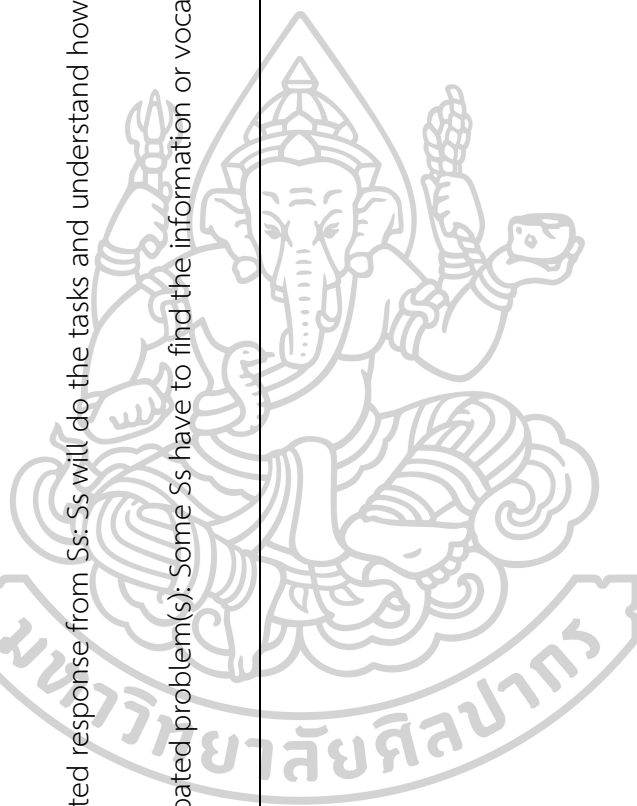 ted response from Ss: Ss will do the tasks and understand how
pated problem(s): Some Ss have to find the information or voca
มหาวิทยาลัยศิลปากร